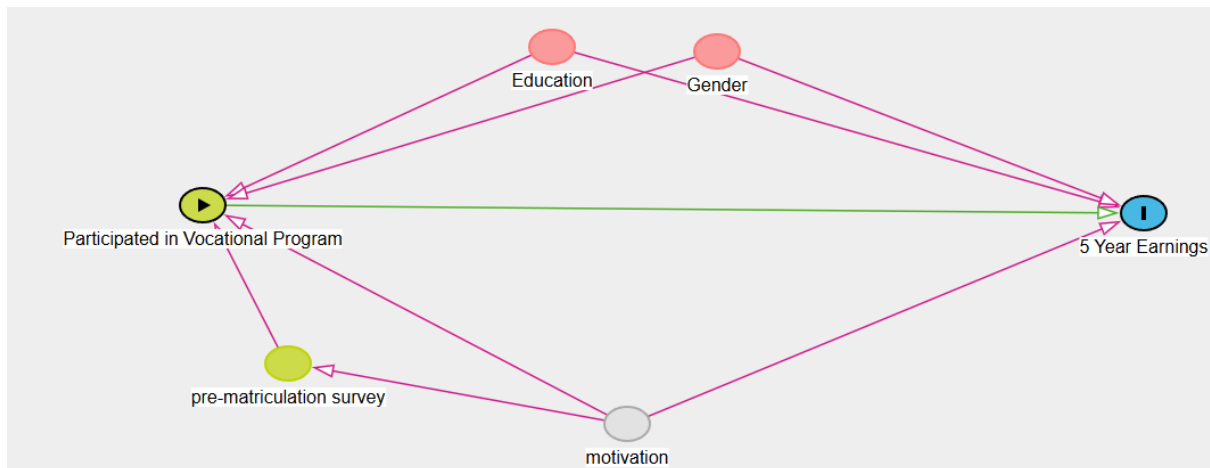 Education
Gender
Participated in Vocational Program
5 Year Earnings
pre-matriculation survey
motivation